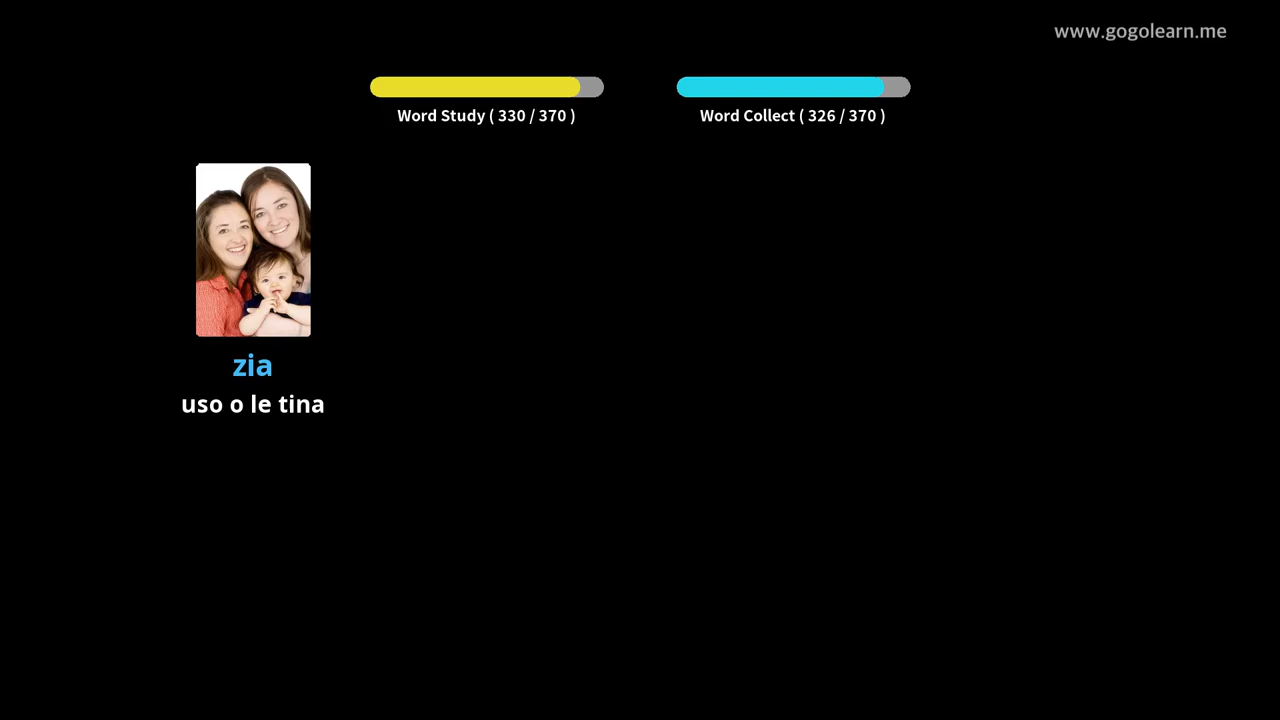 www.gogolearn.me
Word Study ( 330 / 370 )
Word Collect ( 326 / 370 )
zia
uso o le tina